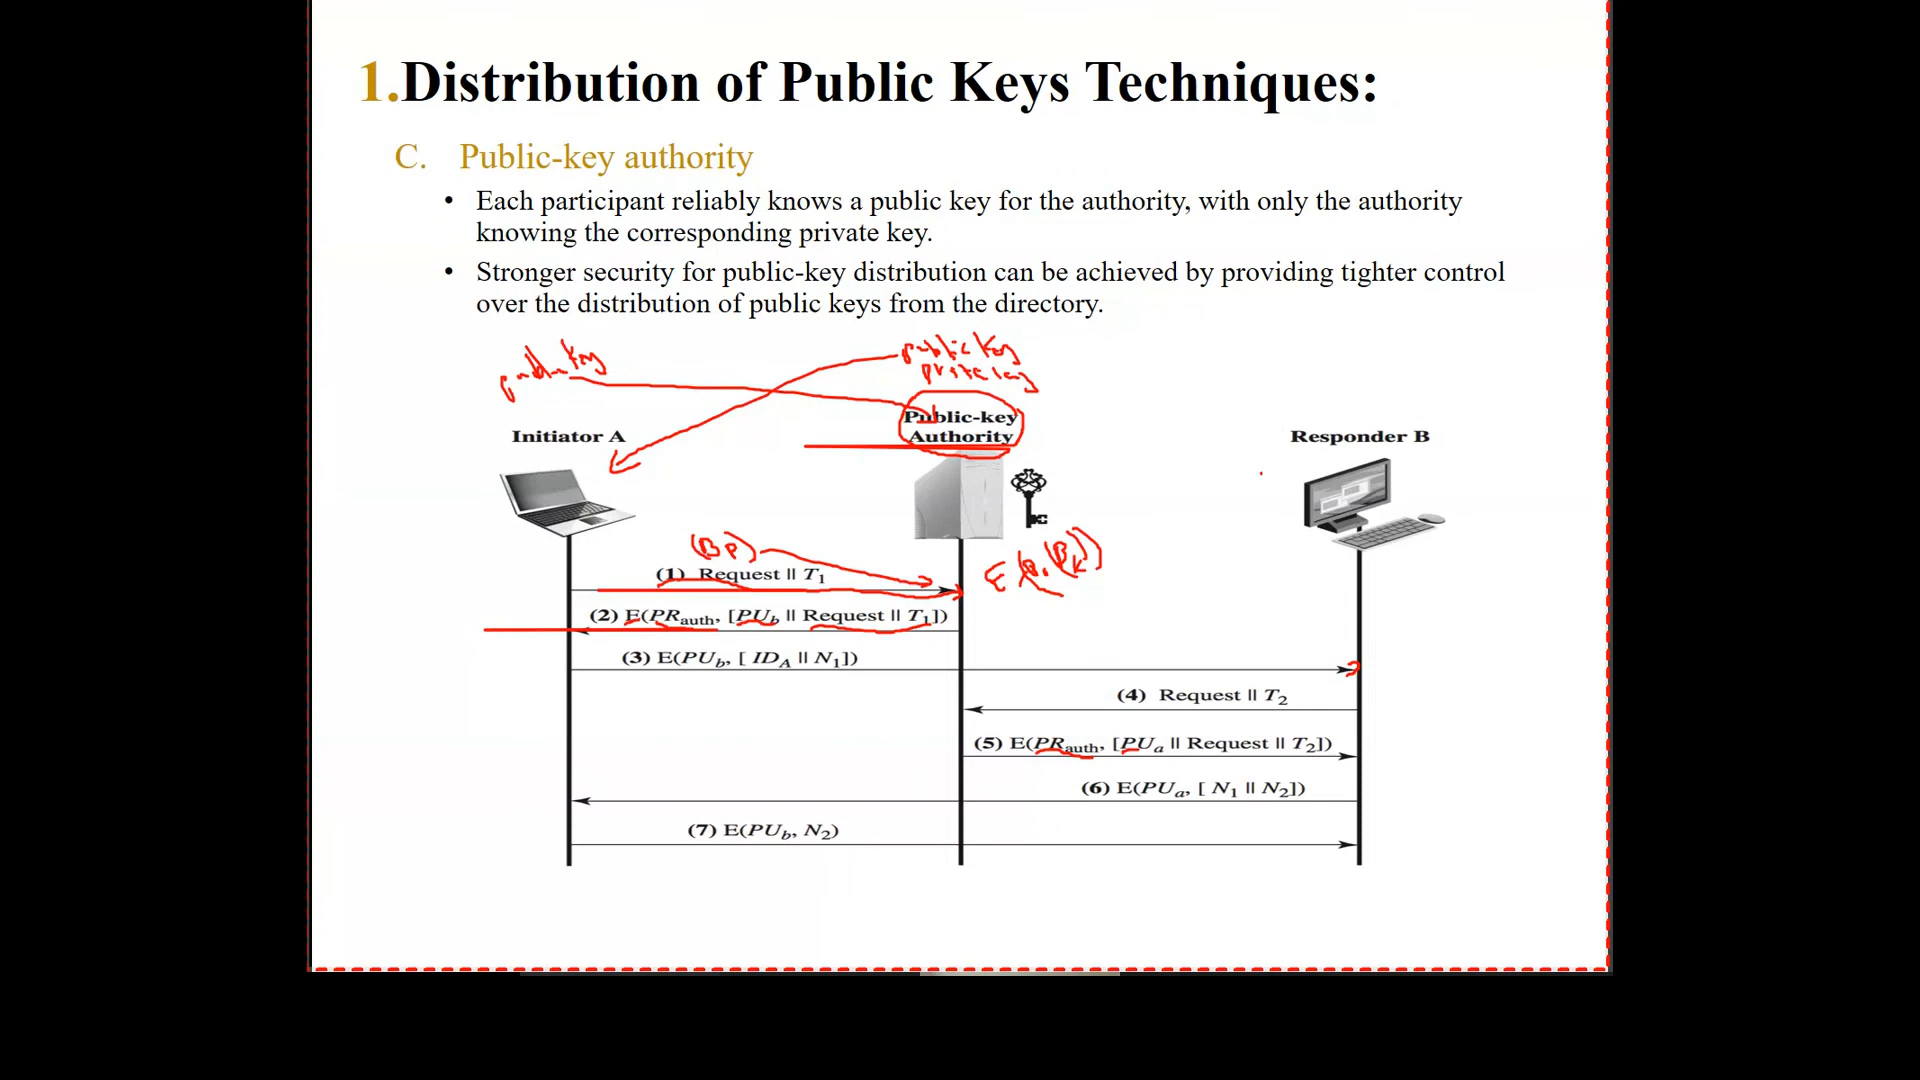 1.Distribution of Public Keys Techniques:
C. Public-key authority
• Each participant reliably knows a public key for the authority, with only the authority
knowing the corresponding private key.
• Stronger security for public-key distribution can be achieved by providing tighter control
over the distribution of public keys from the directory.
public key
Public-key
Authority
Initiator A
Responder B
(1) Request || T1
(2) E(PRauth, [PUb || Request || T1])
(3) E(PUb, [ IDA || N1])
(4) Request || T2
(5) E(PRauth, [PUa || Request || T2])
(6) E(PUa, [ N1 || N2])
(7) E(PUb, N2)